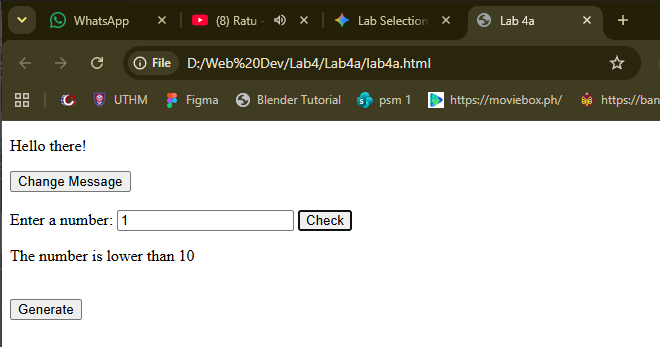 WhatsApp
(8) Ratu -
Lab Selection
Lab 4a
File
D:/Web%20Dev/Lab4/Lab4a/lab4a.html
UTHM
Figma
Blender Tutorial
psm 1
https://moviebox.ph/
https://ban
Hello there!
Change Message
Enter a number: 1 Check
The number is lower than 10
Generate